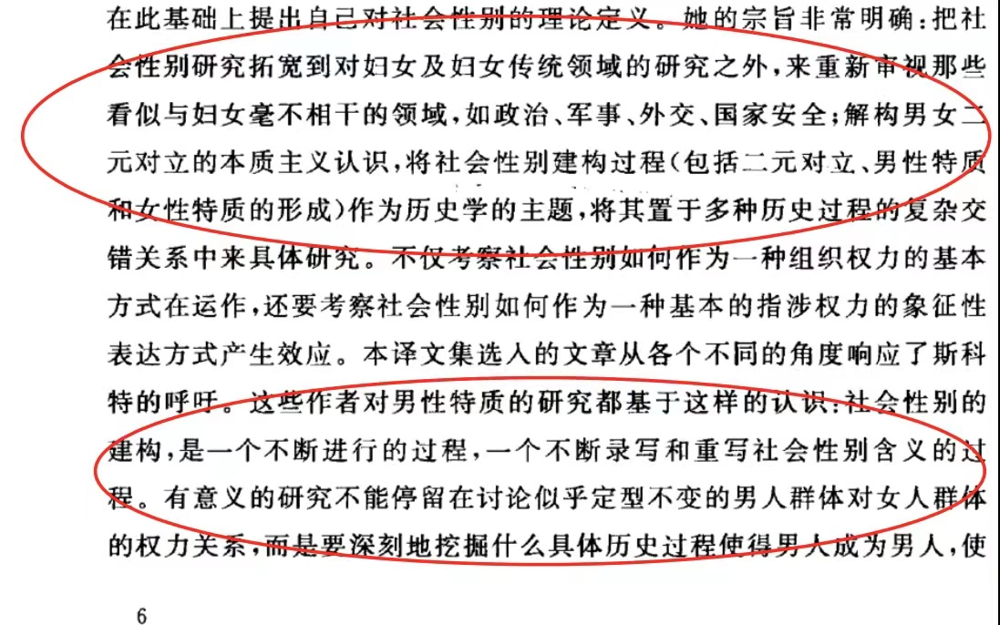 在此基础上提出自己对社会性别的理论定义。她的宗旨非常明确:把社
会性别研究拓宽到对妇女及妇女传统领域的研究之外,来重新审视那些
看似与妇女毫不相干的领域,如政治、军事、外交、国家安全;解构男女二
元对立的本质主义认识,将社会性别建构过程(包括二元对立、男性特质
和女性特质的形成)作为历史学的主题,将其置于多种历史过程的复杂交
错关系中来具体研究。不仅考察社会性别如何作为一种组织权力的基本
方式在运作,还要考察社会性别如何作为一种基本的指涉权力的象征性
表达方式产生效应。本译文集选入的文章从各个不同的角度响应了斯科
特的呼吁。这些作者对男性特质的研究都基于这样的认识:社会性别的
建构,是一个不断进行的过程,一个不断录写和重写社会性别含义的过
程。有意义的研究不能停留在讨论似乎定型不变的男人群体对女人群体
的权力关系,而是要深刻地挖掘什么具体历史过程使得男人成为男人,使
6